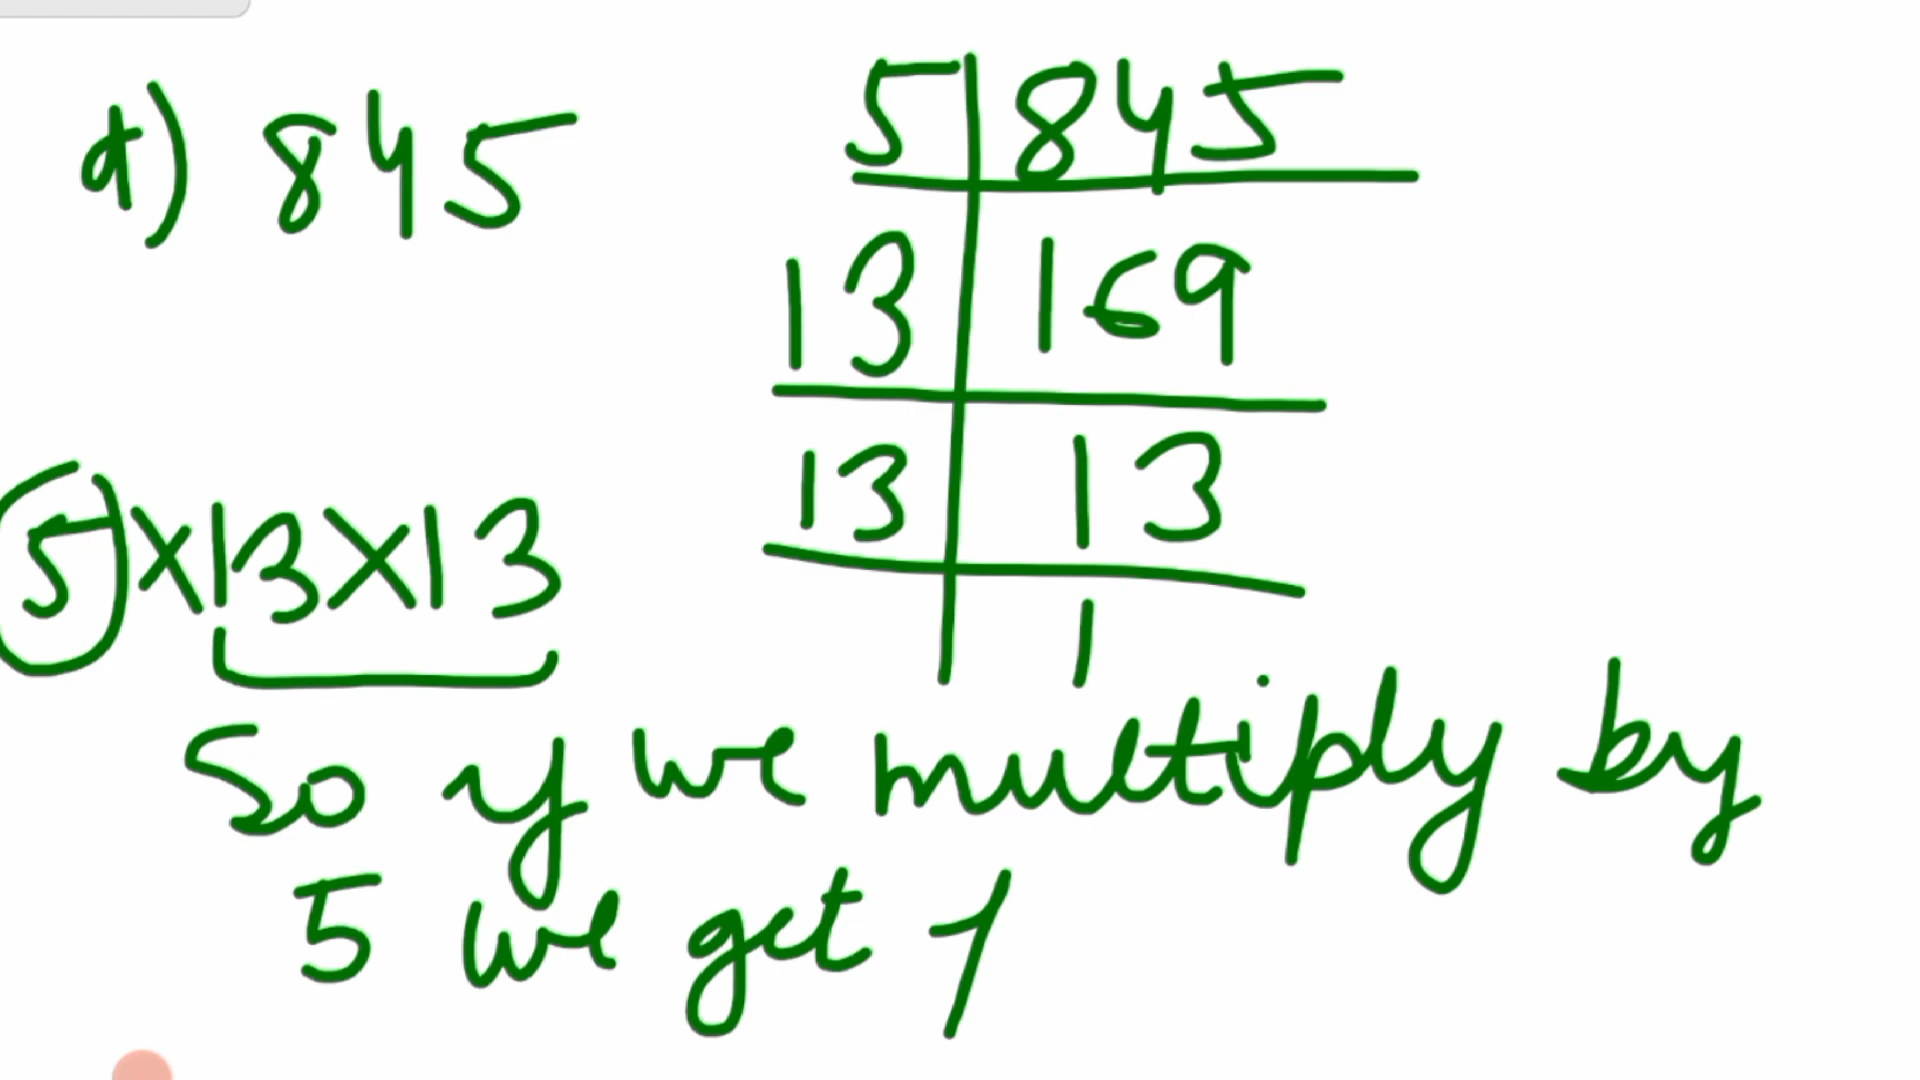 d) 845
5 | 845
13 | 169
13 | 13
1
5 X 13 X 13
So if we multiply by
5 we get